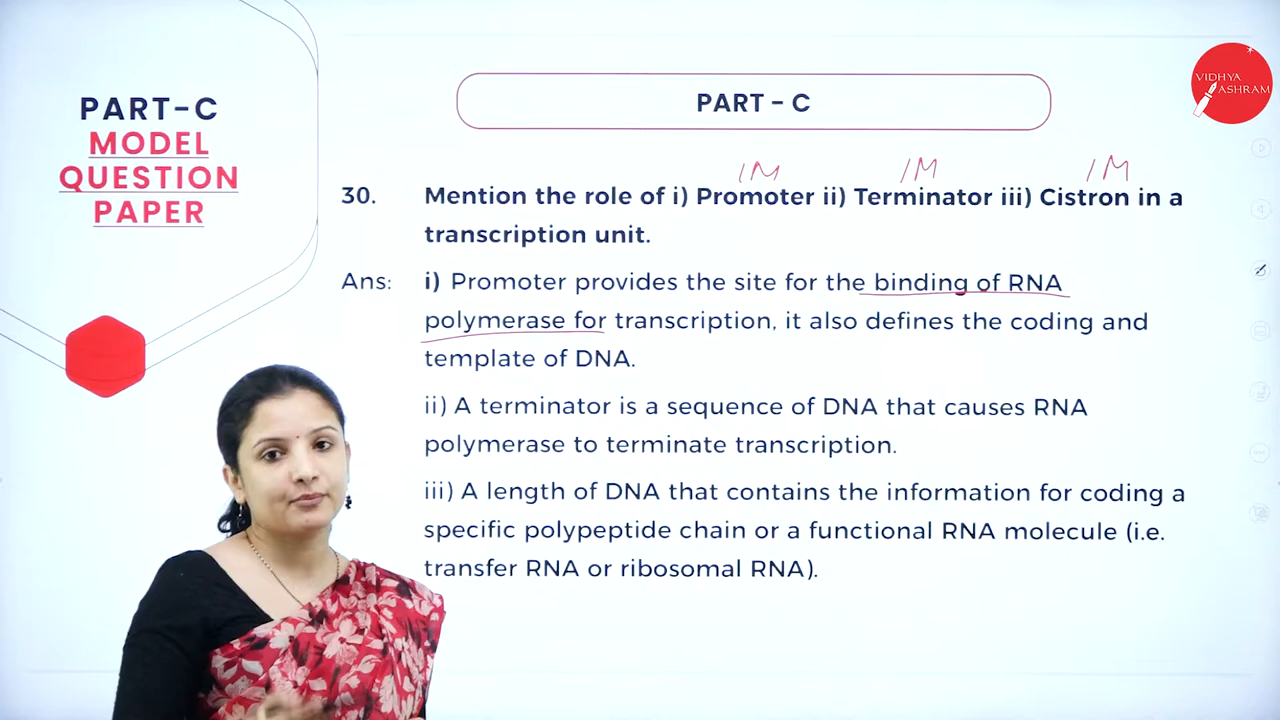 PART-C
MODEL
QUESTION
PAPER
PART - C
VIDHYA
ASHRAM
1M 1M 1M
30. Mention the role of i) Promoter ii) Terminator iii) Cistron in a
transcription unit.
Ans: i) Promoter provides the site for the binding of RNA
polymerase for transcription, it also defines the coding and
template of DNA.
ii) A terminator is a sequence of DNA that causes RNA
polymerase to terminate transcription.
iii) A length of DNA that contains the information for coding a
specific polypeptide chain or a functional RNA molecule (i.e.
transfer RNA or ribosomal RNA).